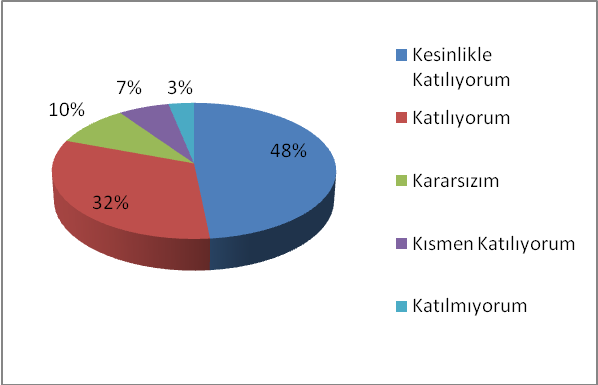 7%
3%
10%
48%
32%
Kesinlikle
Katılıyorum
Katılıyorum
Kararsızım
Kısmen Katılıyorum
Katılmıyorum